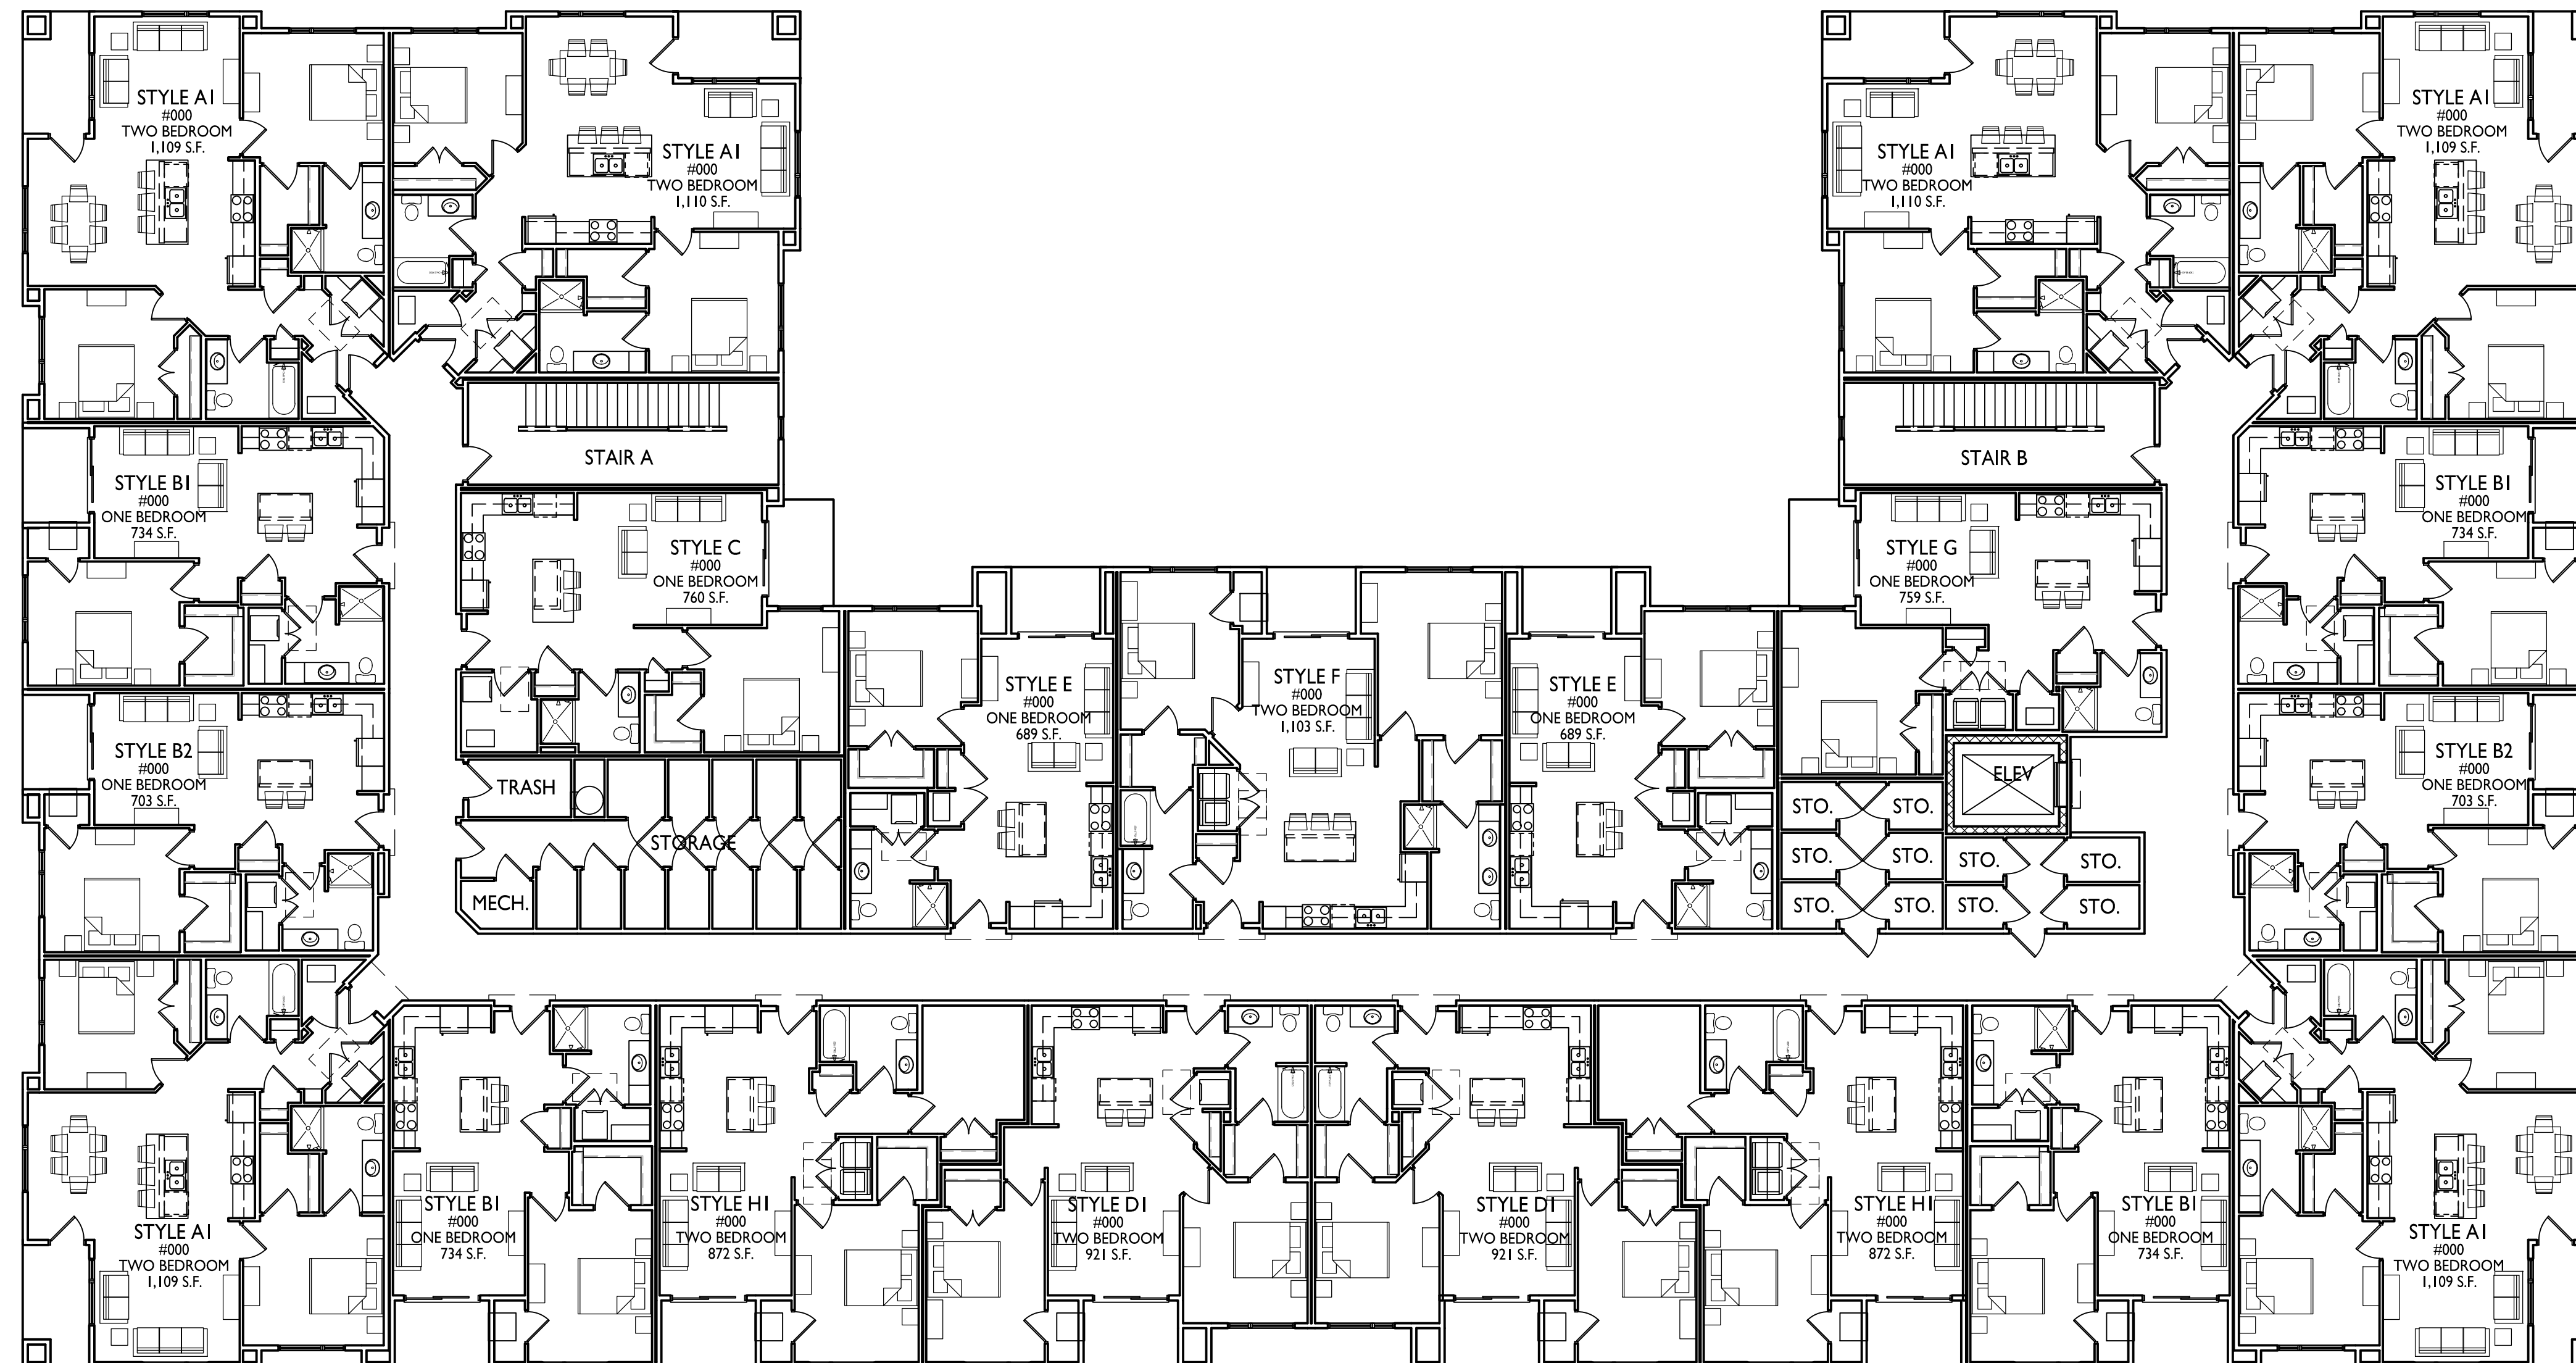 STYLE A1
#000
TWO BEDROOM
1,109 S.F.
STYLE A1
#000
TWO BEDROOM
1,110 S.F.
STYLE A1
#000
TWO BEDROOM
1,110 S.F.
STYLE A1
#000
TWO BEDROOM
1,109 S.F.
STAIR A
STAIR B
STYLE B1
#000
ONE BEDROOM
734 S.F.
STYLE C
#000
ONE BEDROOM
760 S.F.
STYLE G
#000
ONE BEDROOM
759 S.F.
STYLE B1
#000
ONE BEDROOM
734 S.F.
STYLE E
#000
ONE BEDROOM
689 S.F.
STYLE F
#000
TWO BEDROOM
1,103 S.F.
STYLE E
#000
ONE BEDROOM
689 S.F.
STYLE B2
#000
ONE BEDROOM
703 S.F.
STYLE B2
#000
ONE BEDROOM
703 S.F.
TRASH
STORAGE
MECH.
ELEV
STO. STO.
STO. STO. STO. STO.
STO. STO. STO. STO.
STYLE A1
#000
TWO BEDROOM
1,109 S.F.
STYLE B1
#000
ONE BEDROOM
734 S.F.
STYLE H1
#000
TWO BEDROOM
872 S.F.
STYLE D1
#000
TWO BEDROOM
921 S.F.
STYLE D1
#000
TWO BEDROOM
921 S.F.
STYLE H1
#000
TWO BEDROOM
872 S.F.
STYLE B1
#000
ONE BEDROOM
734 S.F.
STYLE A1
#000
TWO BEDROOM
1,109 S.F.